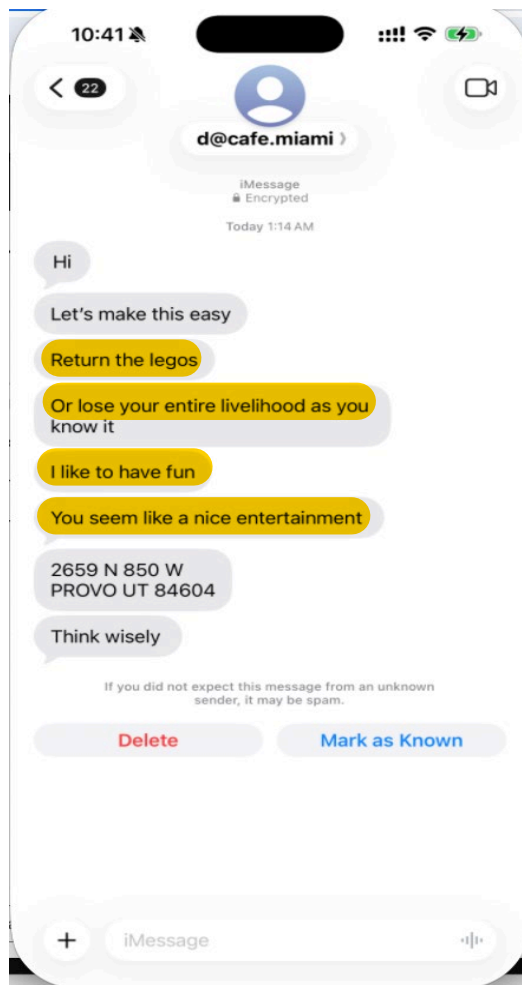 10:41
22
d@cafe.miami
iMessage
Encrypted
Today 1:14 AM
Hi
Let's make this easy
Return the legos
Or lose your entire livelihood as you
know it
I like to have fun
You seem like a nice entertainment
2659 N 850 W
PROVO UT 84604
Think wisely
If you did not expect this message from an unknown
sender, it may be spam.
Delete
Mark as Known
iMessage